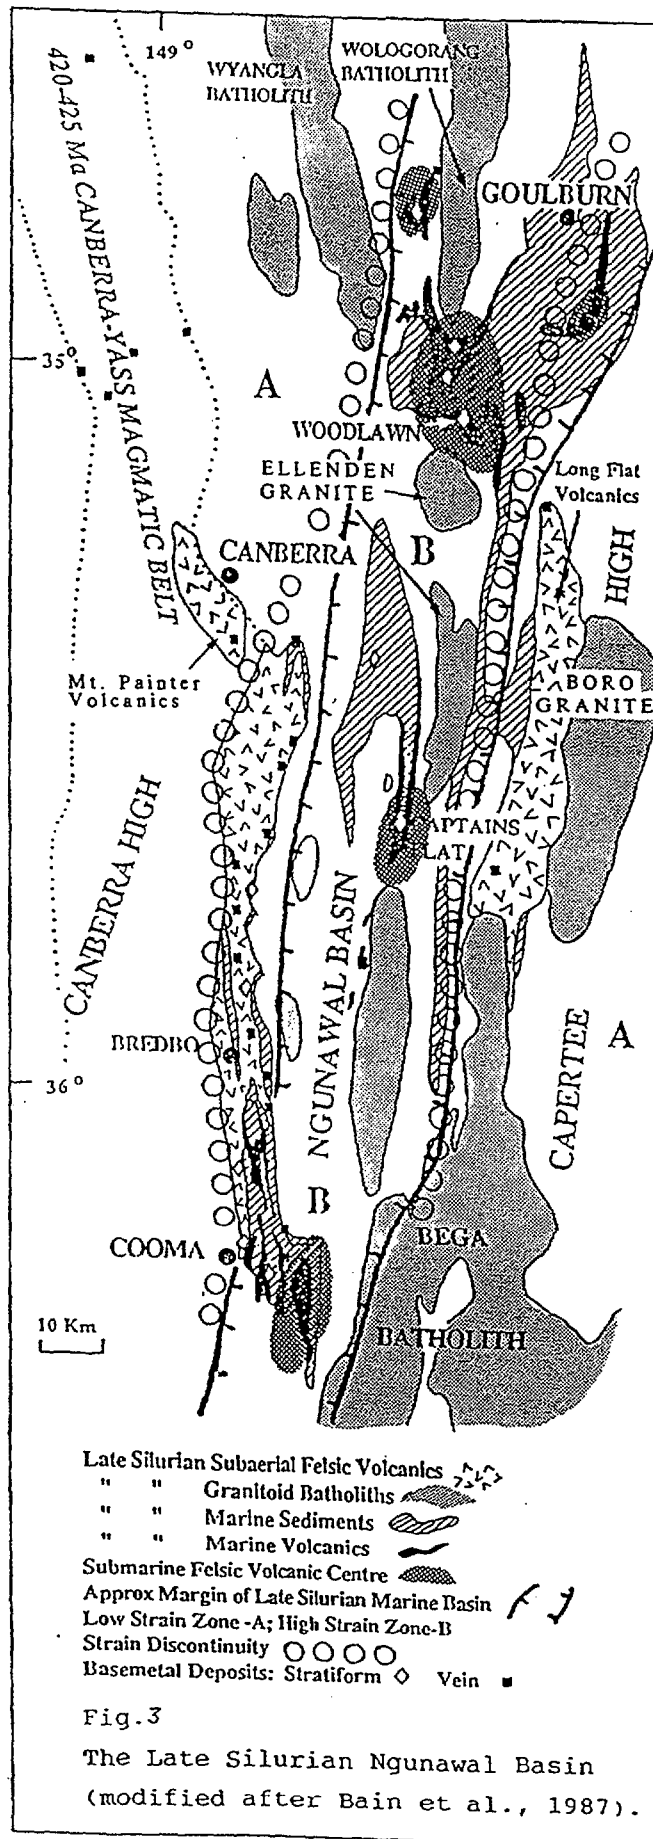 149°
WYANGLA
BATHOLITH
WOLOGORANG
BATHOLITH
420-425 Ma CANBERRA-YASS MAGMATIC BELT
GOULBURN
35°
A
WOODLAWN
ELLENDEN
GRANITE
Long Flat
Volcanics
B
CANBERRA
HIGH
Mt. Painter
Volcanics
BORO
GRANITE
CANBERRA HIGH
APTAINS
LAT
NGUNAWAL BASIN
BREDBO
A
36°
CAPERTEE
B
COOMA
BEGA
10 Km
BATHOLITH
Late Silurian Subaerial Felsic Volcanics
" " Granitoid Batholiths
" " Marine Sediments
" " Marine Volcanics
Submarine Felsic Volcanic Centre
Approx Margin of Late Silurian Marine Basin
Low Strain Zone -A; High Strain Zone-B
Strain Discontinuity
Basemetal Deposits: Stratiform Vein
Fig.3
The Late Silurian Ngunawal Basin
(modified after Bain et al., 1987).